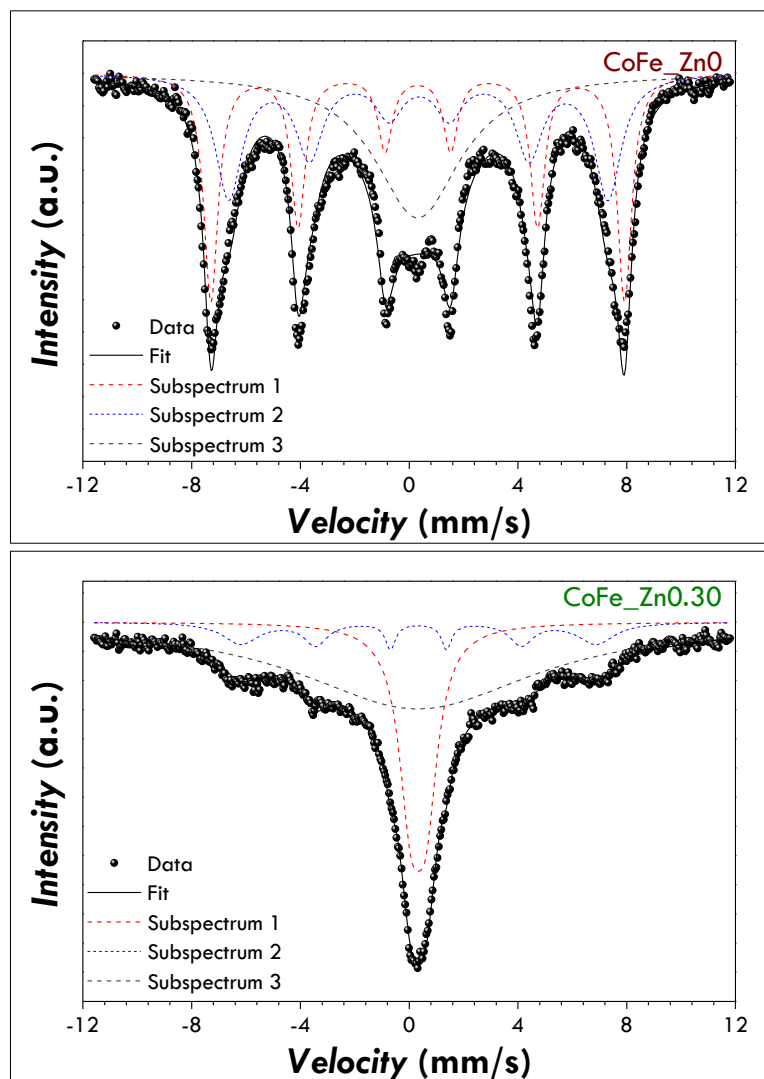 CoFe_Zn0
Intensity (a.u.)
Data
Fit
Subspectrum 1
Subspectrum 2
Subspectrum 3
-12 -8 -4 0 4 8 12
Velocity (mm/s)
CoFe_Zn0.30
Intensity (a.u.)
Data
Fit
Subspectrum 1
Subspectrum 2
Subspectrum 3
-12 -8 -4 0 4 8 12
Velocity (mm/s)